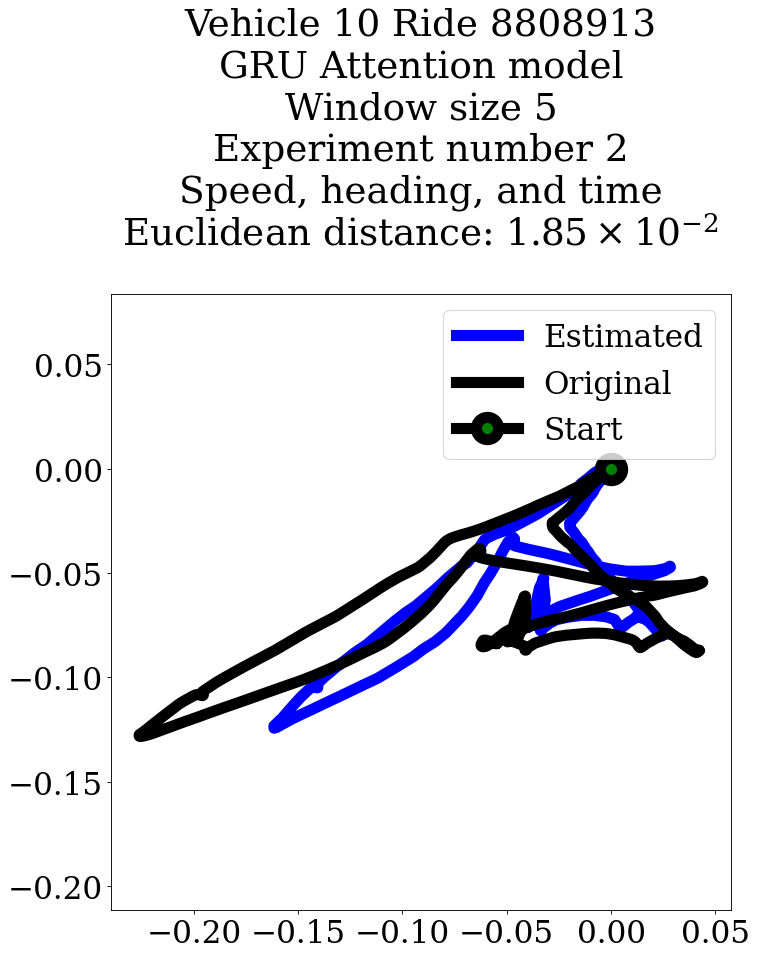 Vehicle 10 Ride 8808913
GRU Attention model
Window size 5
Experiment number 2
Speed, heading, and time
Euclidean distance: 1.85 × 10⁻²
Estimated
Original
Start
0.05
0.00
−0.05
−0.10
−0.15
−0.20
−0.20 −0.15 −0.10 −0.05 0.00 0.05